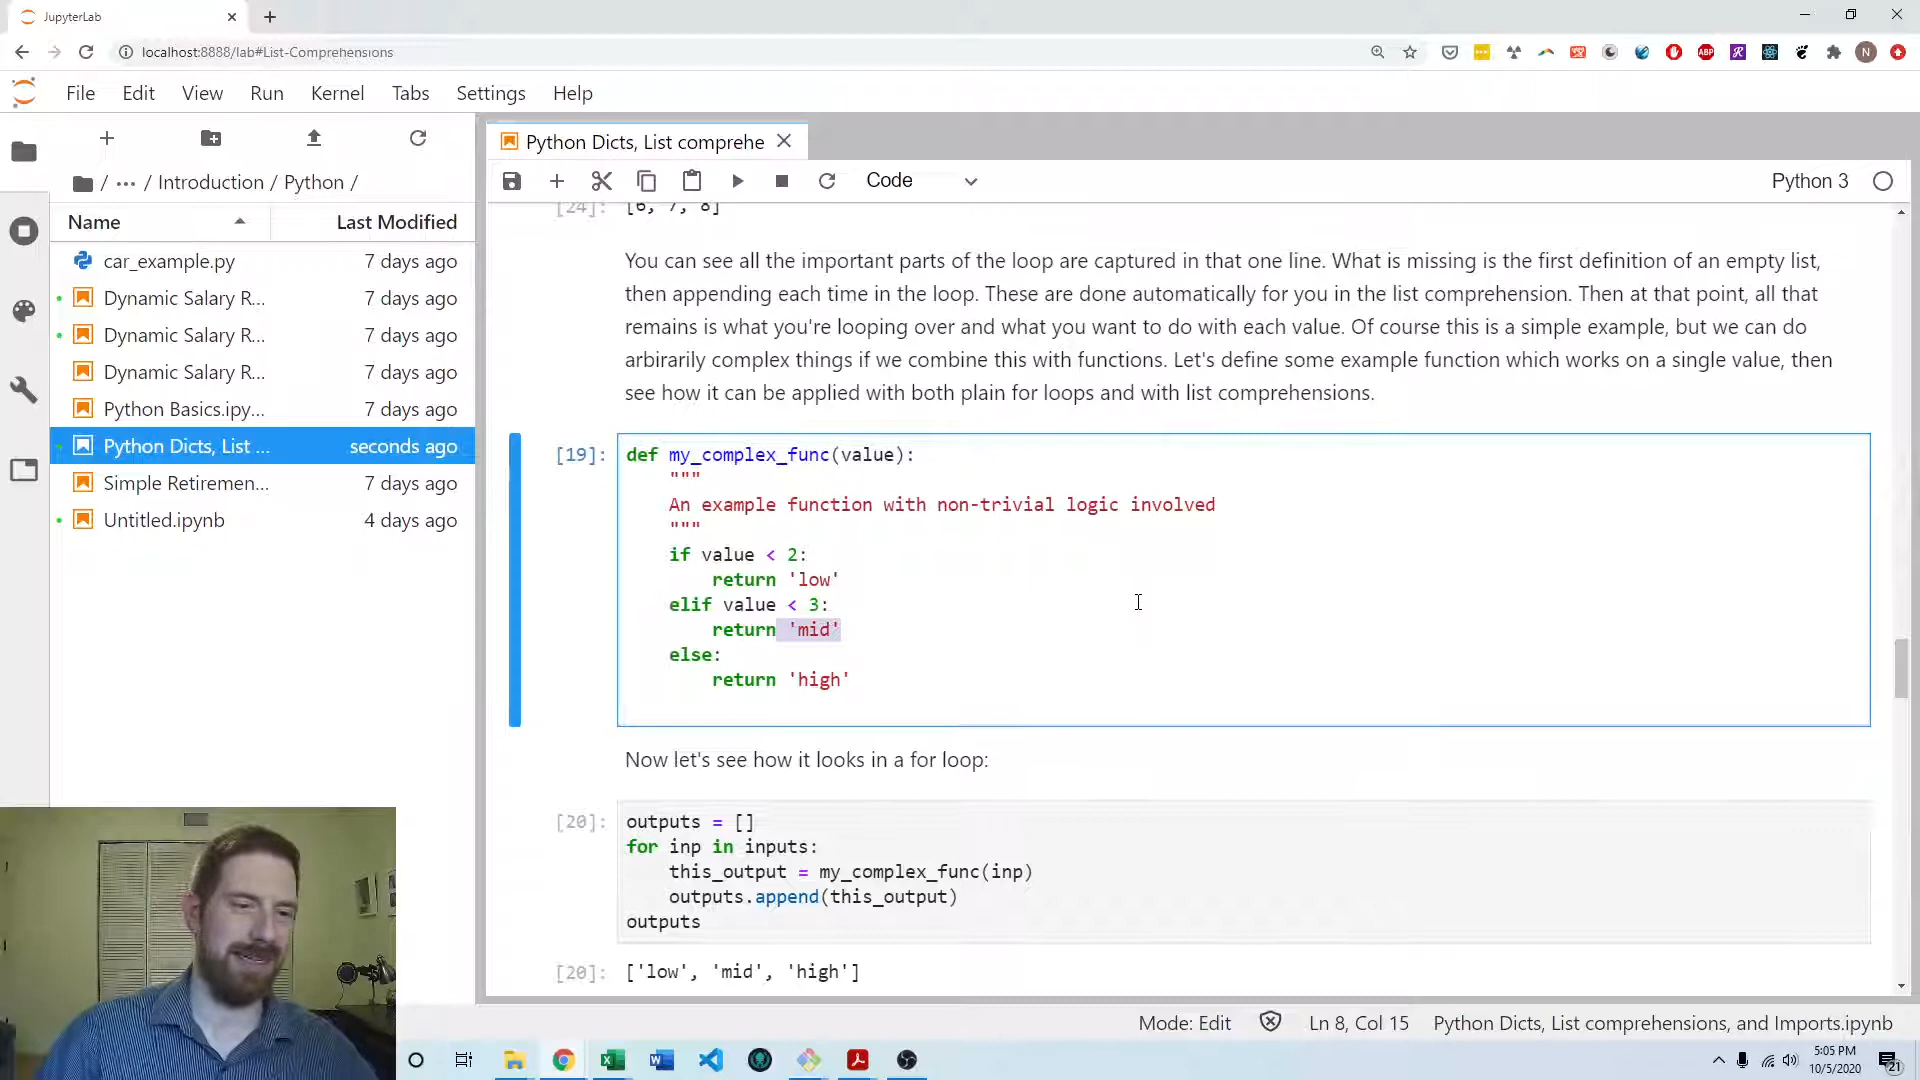 JupyterLab
localhost:8888/lab#List-Comprehensions
N
ABP
File Edit View Run Kernel Tabs Settings Help
Python Dicts, List comprehe
/ ··· / Introduction / Python /
Code
Python 3
Name Last Modified
car_example.py 7 days ago
Dynamic Salary R... 7 days ago
Dynamic Salary R... 7 days ago
Dynamic Salary R... 7 days ago
Python Basics.ipy... 7 days ago
Python Dicts, List ... seconds ago
Simple Retiremen... 7 days ago
Untitled.ipynb 4 days ago
[24]: [6, 7, 8]
You can see all the important parts of the loop are captured in that one line. What is missing is the first definition of an empty list,
then appending each time in the loop. These are done automatically for you in the list comprehension. Then at that point, all that
remains is what you're looping over and what you want to do with each value. Of course this is a simple example, but we can do
arbirarily complex things if we combine this with functions. Let's define some example function which works on a single value, then
see how it can be applied with both plain for loops and with list comprehensions.
[19]: def my_complex_func(value):
"""
An example function with non-trivial logic involved
"""
if value < 2:
return 'low'
elif value < 3:
return 'mid'
else:
return 'high'
Now let's see how it looks in a for loop:
[20]: outputs = []
for inp in inputs:
this_output = my_complex_func(inp)
outputs.append(this_output)
outputs
[20]: ['low', 'mid', 'high']
Mode: Edit Ln 8, Col 15 Python Dicts, List comprehensions, and Imports.ipynb
5:05 PM
10/5/2020
21